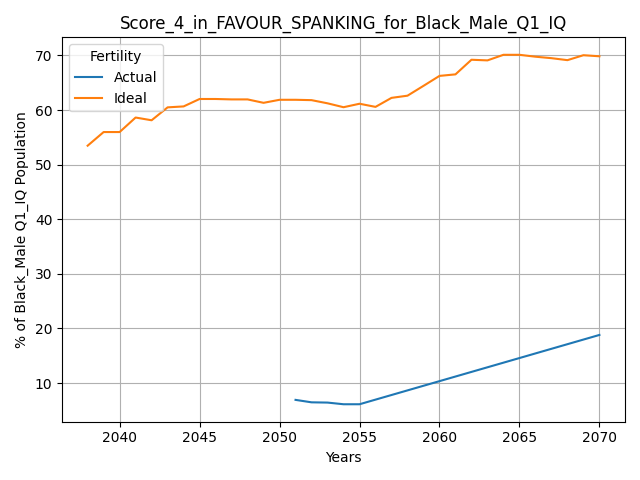 Score_4_in_FAVOUR_SPANKING_for_Black_Male_Q1_IQ
Fertility
Actual
Ideal
% of Black_Male Q1_IQ Population
70
60
50
40
30
20
10
2040 2045 2050 2055 2060 2065 2070
Years